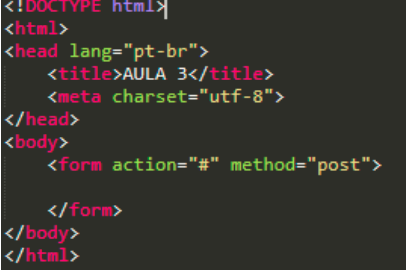 <!DOCTYPE html>
<html>
<head lang="pt-br">
<title>AULA 3</title>
<meta charset="utf-8">
</head>
<body>
<form action="#" method="post">
</form>
</body>
</html>